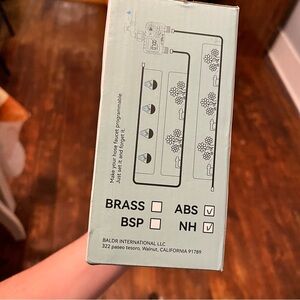 Make your hose faucet programmable.
Just set it and forget it.
BRASS ☐ ABS ☑
BSP ☐ NH ☑
BALDR INTERNATIONAL LLC
322 paseo tesoro, Walnut, CALIFORNIA 91789